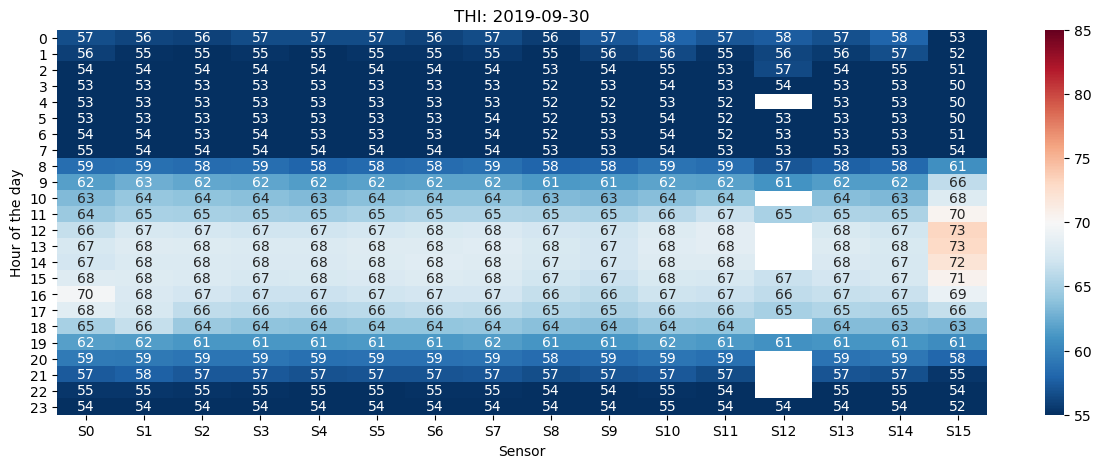 THI: 2019-09-30
0 57 56 56 57 57 57 56 57 56 57 58 57 58 57 58 53
1 56 55 55 55 55 55 55 55 55 56 56 55 56 56 57 52
2 54 54 54 54 54 54 54 54 53 54 55 53 57 54 55 51
3 53 53 53 53 53 53 53 53 52 53 54 53 54 53 53 50
4 53 53 53 53 53 53 53 53 52 52 53 52 53 53 50
5 53 53 53 53 53 53 53 54 52 53 54 52 53 53 53 50
6 54 54 53 54 53 53 53 54 52 53 54 52 53 53 53 51
7 55 54 54 54 54 54 54 54 53 53 54 53 53 53 54 54
8 59 59 58 59 58 58 58 59 58 58 59 59 57 58 58 61
9 62 63 62 62 62 62 62 62 61 61 62 62 61 62 62 66
10 63 64 64 64 63 64 64 64 63 63 64 64 64 63 68
11 64 65 65 65 65 65 65 65 65 65 66 67 65 65 65 70
12 66 67 67 67 67 67 68 68 67 67 68 68 68 67 73
13 67 68 68 68 68 68 68 68 68 67 68 68 68 68 73
14 67 68 68 68 68 68 68 68 68 67 68 68 68 67 72
15 68 68 68 67 68 68 67 68 67 67 68 67 67 67 67 71
16 70 68 67 67 67 67 67 67 66 66 67 67 66 67 67 69
17 68 68 66 66 66 66 66 66 65 65 66 66 65 65 65 66
18 65 66 64 64 64 64 64 64 64 64 64 64 64 63 63
19 62 62 61 61 61 61 61 62 61 61 62 61 61 61 61 61
20 59 59 59 59 59 59 59 59 58 59 59 59 59 59 58
21 57 58 57 57 57 57 57 57 57 57 57 57 57 57 55
22 55 55 55 55 55 55 55 55 54 54 55 54 55 55 54
23 54 54 54 54 54 54 54 54 54 54 55 54 54 54 54 52
S0 S1 S2 S3 S4 S5 S6 S7 S8 S9 S10 S11 S12 S13 S14 S15
Sensor
Hour of the day
85
80
75
70
65
60
55